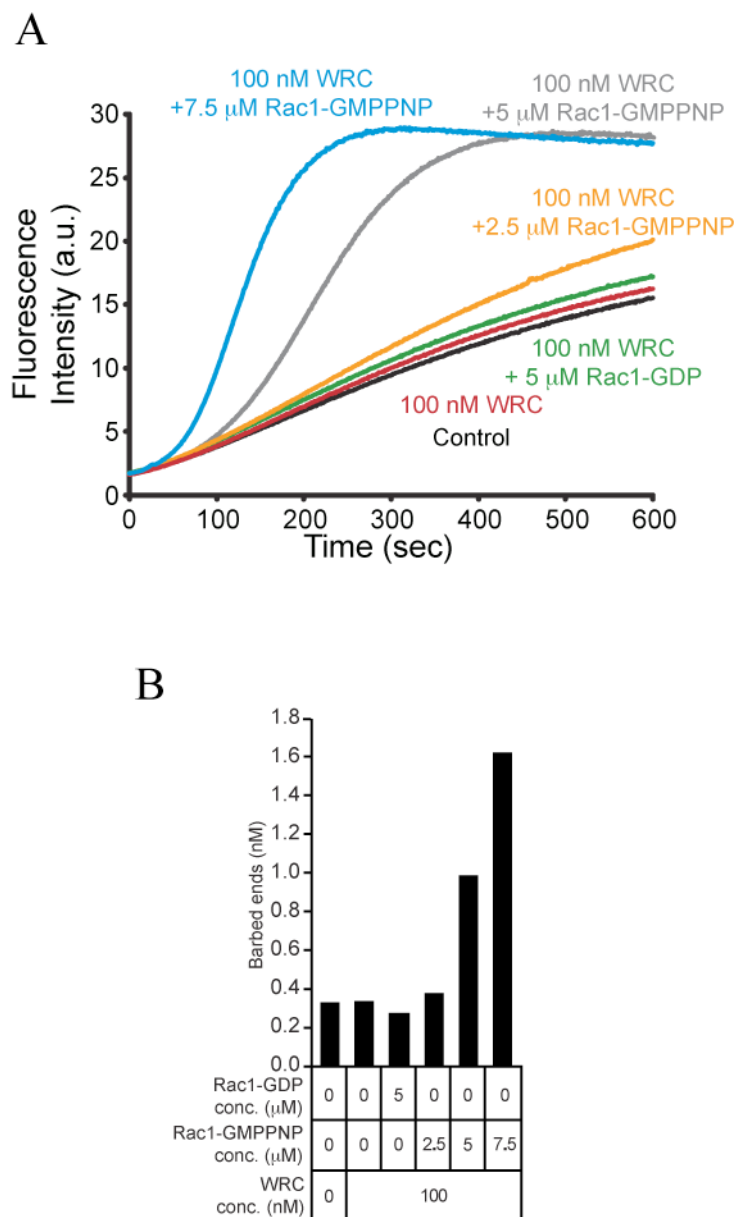 A
100 nM WRC
+7.5 μM Rac1-GMPPNP
100 nM WRC
+5 μM Rac1-GMPPNP
100 nM WRC
+2.5 μM Rac1-GMPPNP
100 nM WRC
+ 5 μM Rac1-GDP
100 nM WRC
Control
Fluorescence
Intensity (a.u.)
30
25
20
15
10
5
0
0 100 200 300 400 500 600
Time (sec)
B
Barbed ends (nM)
1.8
1.6
1.4
1.2
1.0
0.8
0.6
0.4
0.2
0.0
Rac1-GDP
conc. (μM)
0 0 5 0 0 0
Rac1-GMPPNP
conc. (μM)
0 0 0 2.5 5 7.5
WRC
conc. (nM)
0 100